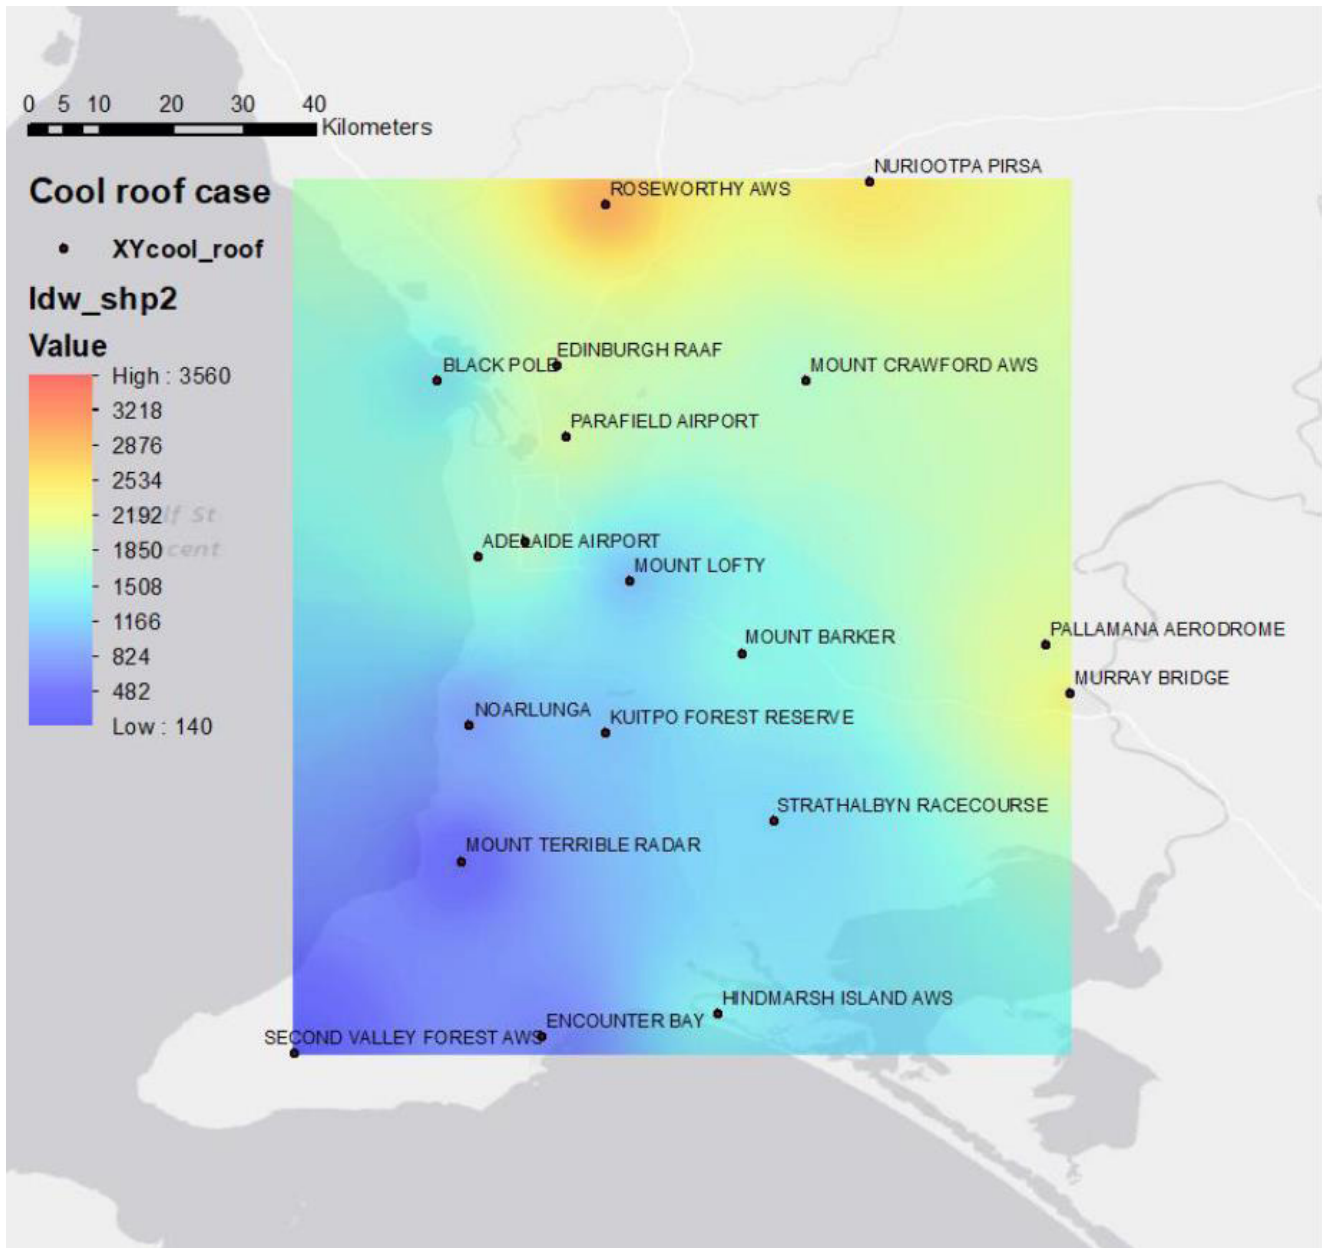 0 5 10 20 30 40
Kilometers
Cool roof case
XYcool_roof
Idw_shp2
Value
High : 3560
3218
2876
2534
2192
1850
1508
1166
824
482
Low : 140
lf St
cent
NURIOOTPA PIRSA
ROSEWORTHY AWS
EDINBURGH RAAF
BLACK POLE
MOUNT CRAWFORD AWS
PARAFIELD AIRPORT
ADELAIDE AIRPORT
MOUNT LOFTY
MOUNT BARKER
PALLAMANA AERODROME
MURRAY BRIDGE
NOARLUNGA
KUITPO FOREST RESERVE
STRATHALBYN RACECOURSE
MOUNT TERRIBLE RADAR
HINDMARSH ISLAND AWS
ENCOUNTER BAY
SECOND VALLEY FOREST AWS